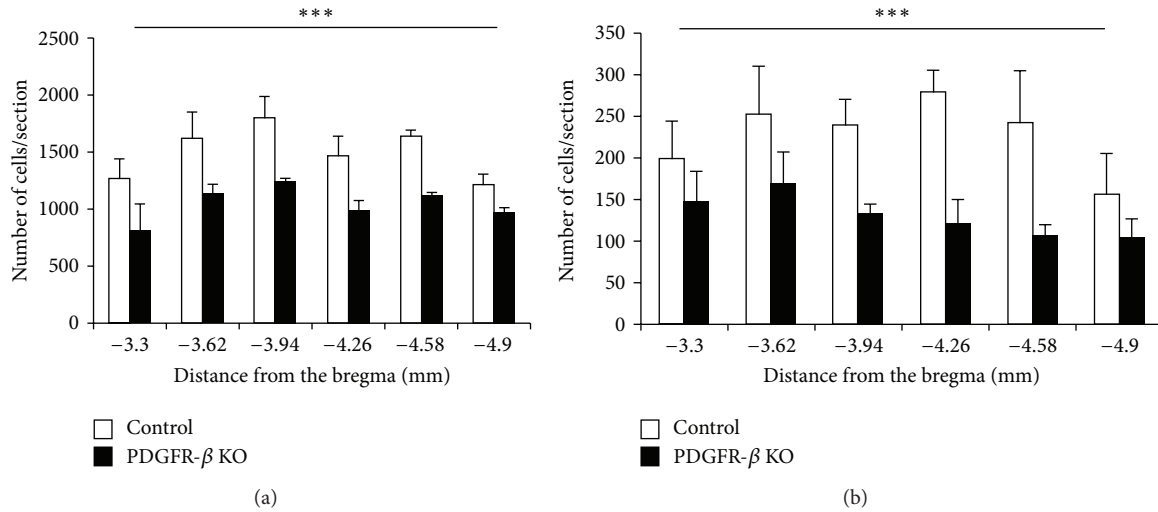 ***
2500
2000
1500
1000
500
0
Number of cells/section
−3.3 −3.62 −3.94 −4.26 −4.58 −4.9
Distance from the bregma (mm)
Control
PDGFR-β KO
(a)
***
350
300
250
200
150
100
50
0
Number of cells/section
−3.3 −3.62 −3.94 −4.26 −4.58 −4.9
Distance from the bregma (mm)
Control
PDGFR-β KO
(b)